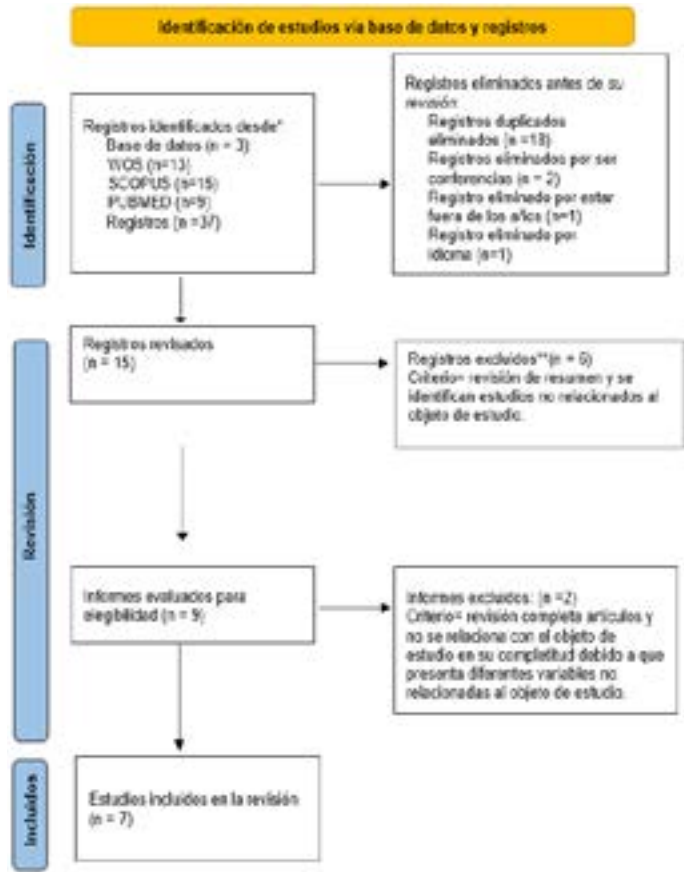 Identificación de estudios via base de datos y registros
Identificación
Registros identificados desde*
Base de datos (n = 3)
WOS (n=13)
SCOPUS (n=15)
PUBMED (n=9)
Registros (n =37)
Registros eliminados antes de su
revisión:
Registros duplicados
eliminados (n =18)
Registros eliminados por ser
conferencias (n = 2)
Registro eliminado por estar
fuera de los años (n=1)
Registro eliminado por
idioma (n=1)
Revisión
Registros revisados
(n = 15)
Registros excluidos**(n = 6)
Criterio= revisión de resumen y se
identifican estudios no relacionados al
objeto de estudio.
Informes evaluados para
elegibilidad (n = 9)
Informes excluidos: (n =2)
Criterio= revisión completa artículos y
no se relaciona con el objeto de
estudio en su completitud debido a que
presenta diferentes variables no
relacionadas al objeto de estudio.
Incluidos
Estudios incluidos en la revisión
(n = 7)